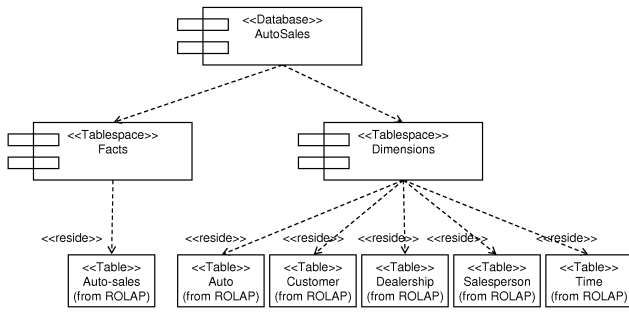 <<Database>>
AutoSales
<<Tablespace>>
Facts
<<Tablespace>>
Dimensions
<<reside>>
<<reside>>
<<reside>>
<<reside>>
<<reside>>
<<reside>>
<<Table>>
Auto-sales
(from ROLAP)
<<Table>>
Auto
(from ROLAP)
<<Table>>
Customer
(from ROLAP)
<<Table>>
Dealership
(from ROLAP)
<<Table>>
Salesperson
(from ROLAP)
<<Table>>
Time
(from ROLAP)